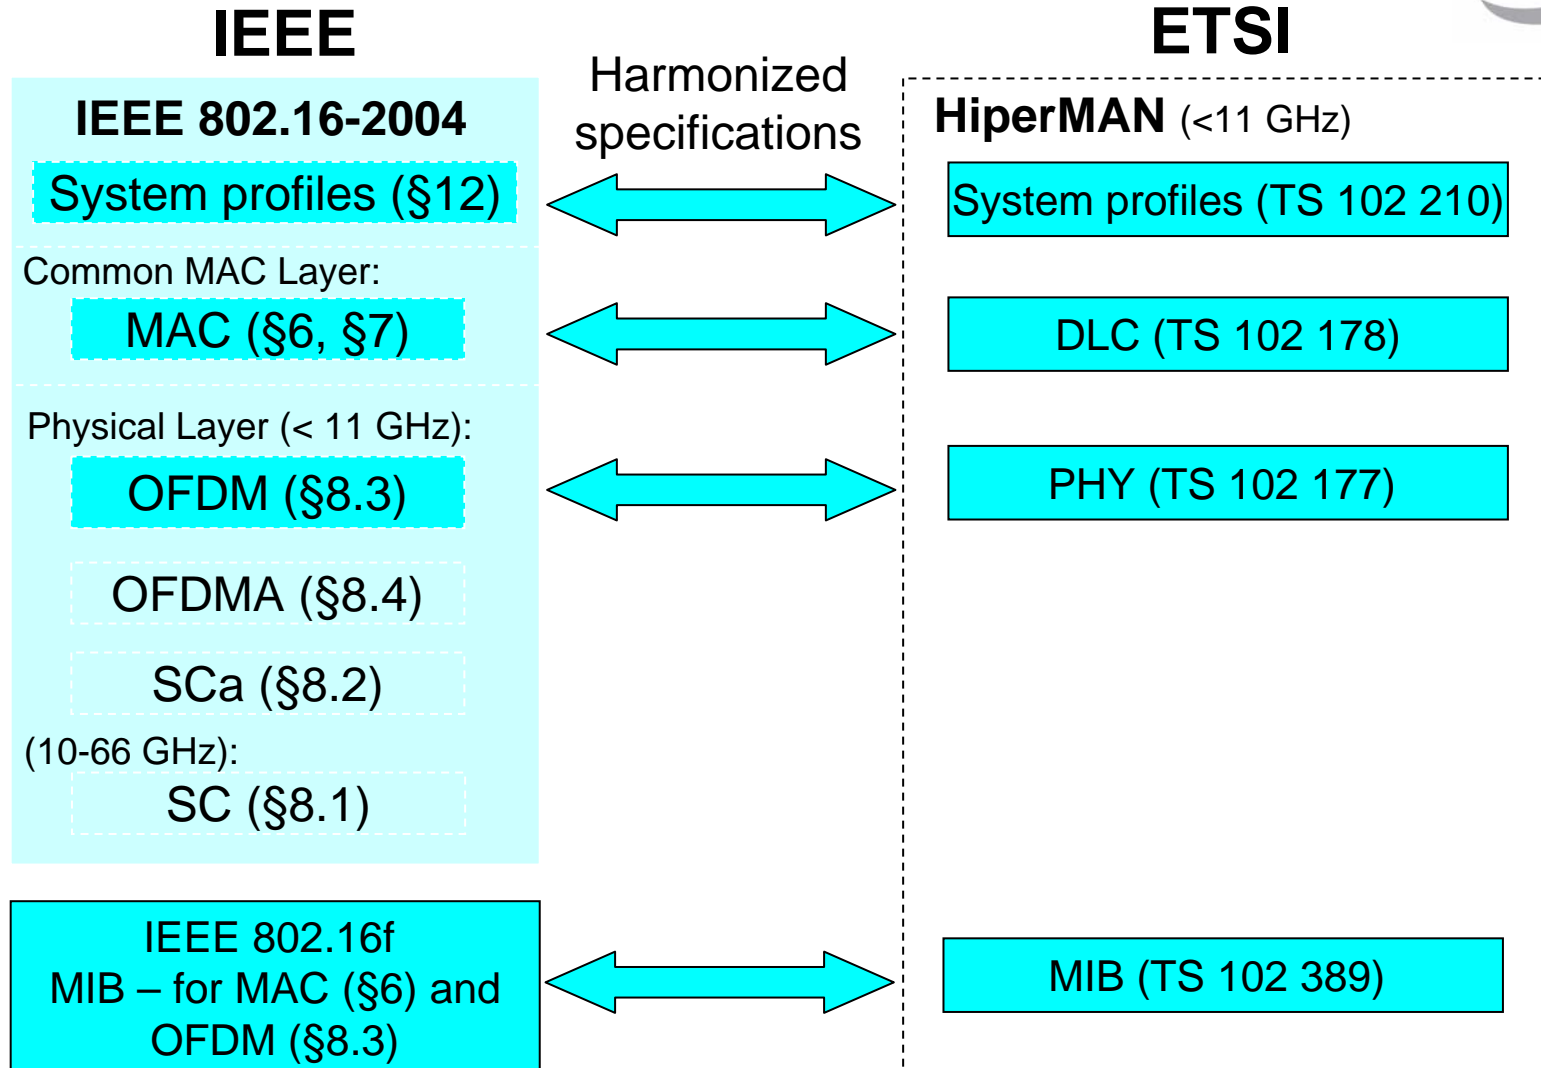 IEEE
ETSI
Harmonized
specifications
IEEE 802.16-2004
HiperMAN (<11 GHz)
System profiles (§12)
System profiles (TS 102 210)
Common MAC Layer:
MAC (§6, §7)
DLC (TS 102 178)
Physical Layer (< 11 GHz):
OFDM (§8.3)
PHY (TS 102 177)
OFDMA (§8.4)
SCa (§8.2)
(10-66 GHz):
SC (§8.1)
IEEE 802.16f
MIB – for MAC (§6) and
OFDM (§8.3)
MIB (TS 102 389)